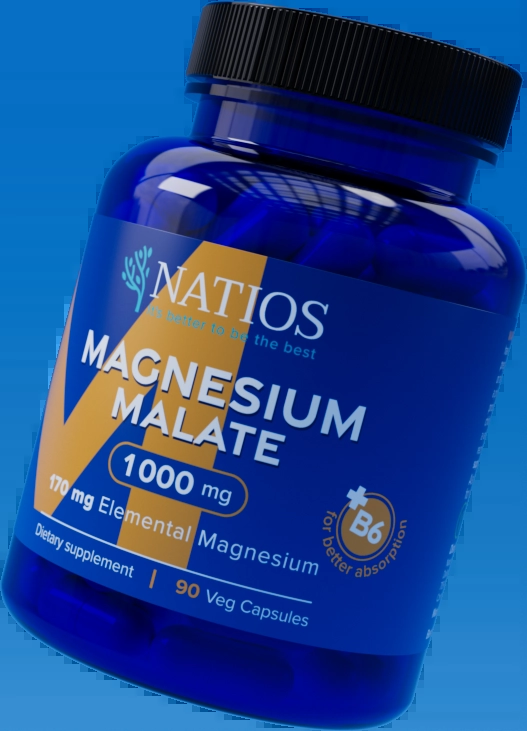 NATIOS
It's better to be the best
MAGNESIUM
MALATE
1000 mg
170 mg Elemental Magnesium
+
B6
for better absorption
Dietary supplement | 90 Veg Capsules